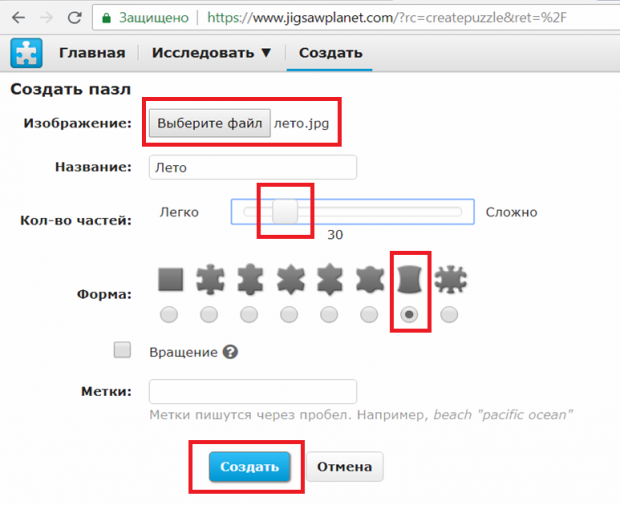 Защищено https://www.jigsawplanet.com/?rc=createpuzzle&ret=%2F
Главная Исследовать ▼ Создать
Создать пазл
Изображение: Выберите файл лето.jpg
Название: Лето
Кол-во частей: Легко Сложно
30
Форма:
Вращение ?
Метки:
Метки пишутся через пробел. Например, beach "pacific ocean"
Создать Отмена